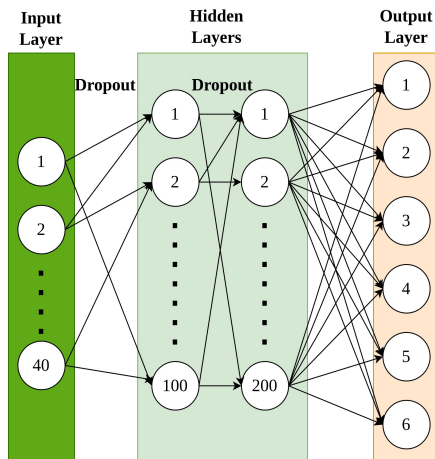 Input
Layer
Hidden
Layers
Output
Layer
Dropout
Dropout
1
2
40
1
2
100
1
2
200
1
2
3
4
5
6